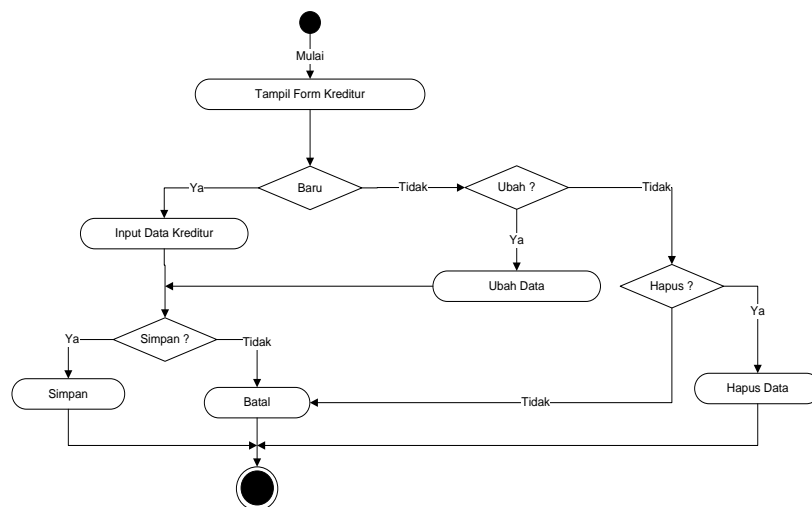 Mulai
Tampil Form Kreditur
Ya
Baru
Tidak
Ubah ?
Tidak
Input Data Kreditur
Ya
Ubah Data
Hapus ?
Ya
Ya
Simpan ?
Tidak
Simpan
Batal
Tidak
Hapus Data